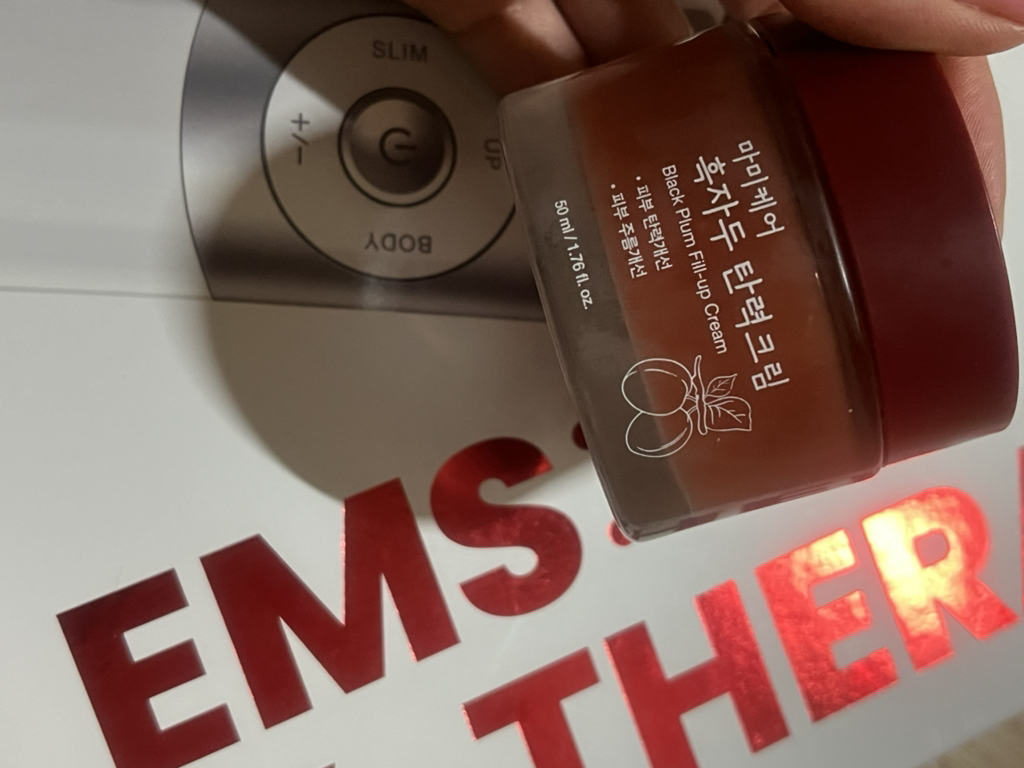 마미케어
흑자두 탄력크림
Black Plum Fill-up Cream
• 피부 탄력개선
• 피부 주름개선
50 ml / 1.76 fl. oz.
SLIM
+/−
UP
BODY
EMS
THERA